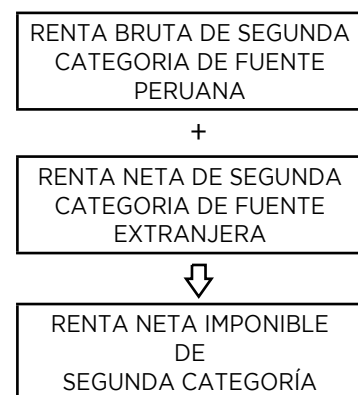 RENTA BRUTA DE SEGUNDA
CATEGORIA DE FUENTE
PERUANA
+
RENTA NETA DE SEGUNDA
CATEGORIA DE FUENTE
EXTRANJERA
RENTA NETA IMPONIBLE
DE
SEGUNDA CATEGORÍA